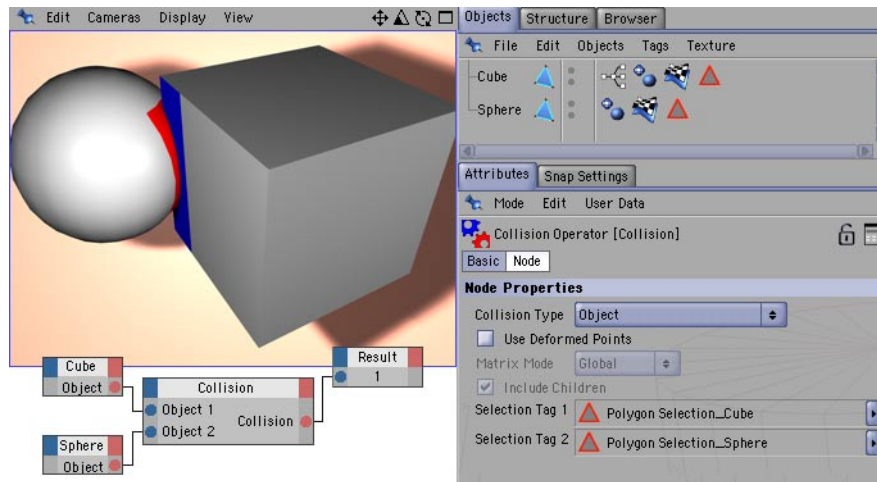 Edit Cameras Display View
Objects Structure Browser
File Edit Objects Tags Texture
Cube
Sphere
Attributes Snap Settings
Mode Edit User Data
Collision Operator [Collision]
Basic Node
Node Properties
Collision Type Object
Use Deformed Points
Matrix Mode Global
Include Children
Selection Tag 1 Polygon Selection_Cube
Selection Tag 2 Polygon Selection_Sphere
Cube
Object
Sphere
Object
Collision
Object 1
Object 2
Collision
Result
1